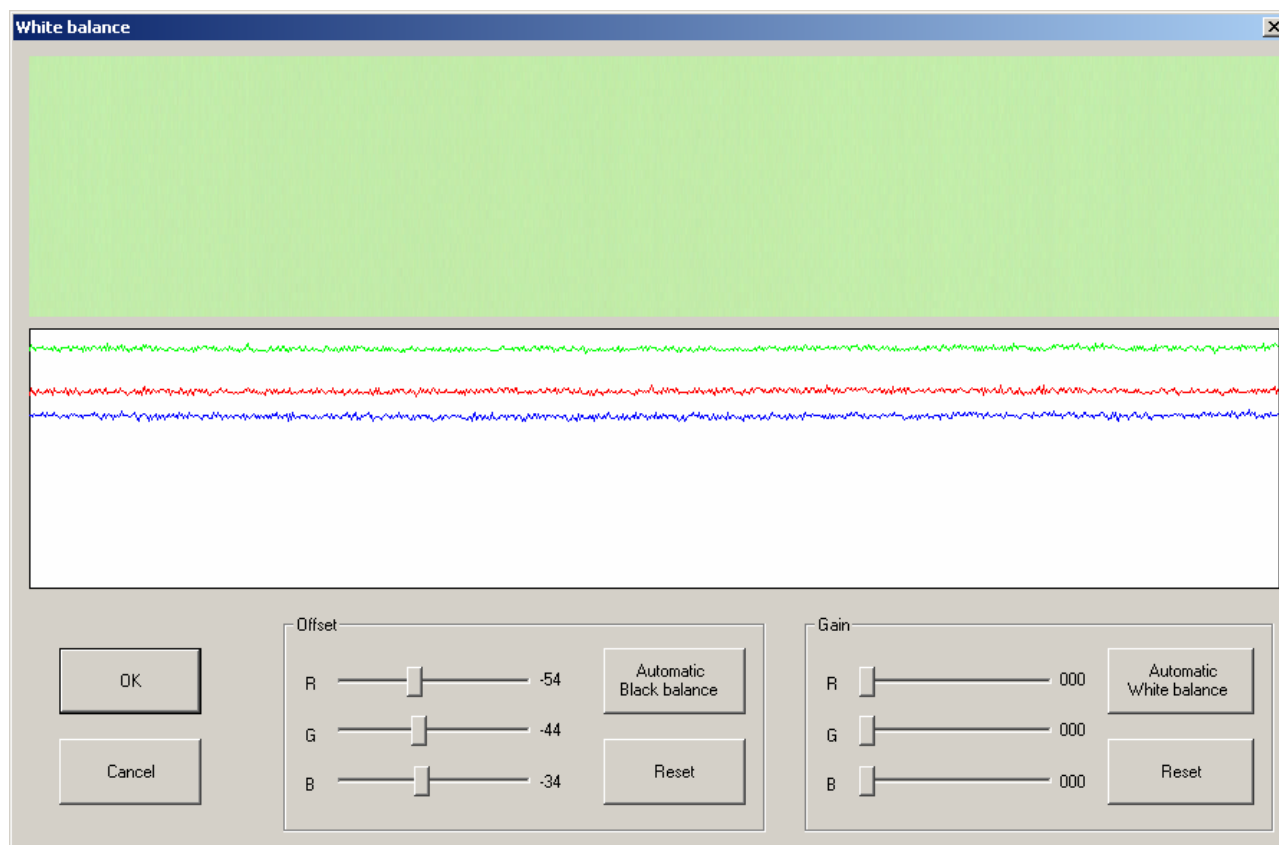 White balance
OK
Cancel
Offset
R
-54
G
-44
B
-34
Automatic
Black balance
Reset
Gain
R
000
G
000
B
000
Automatic
White balance
Reset